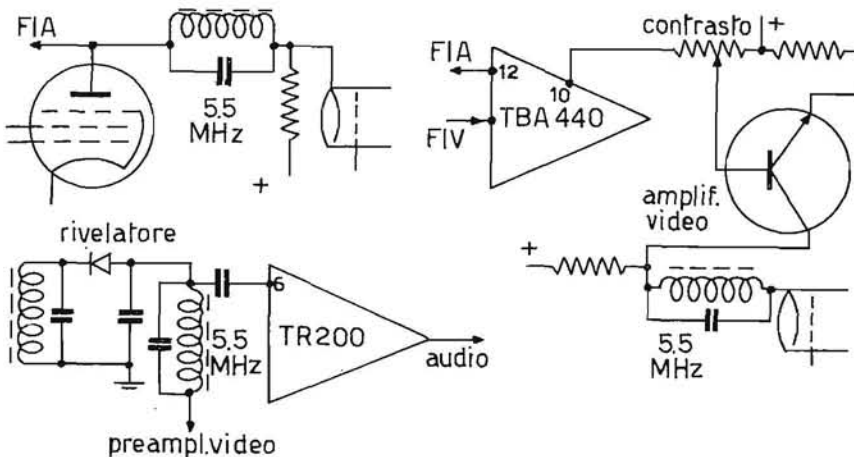 FIA
5.5
MHz
+
rivelatore
5.5
MHz
6
TR200
audio
preampl.video
contrasto
+
FIA
12
10
TBA 440
FIV
amplif.
video
+
5.5
MHz